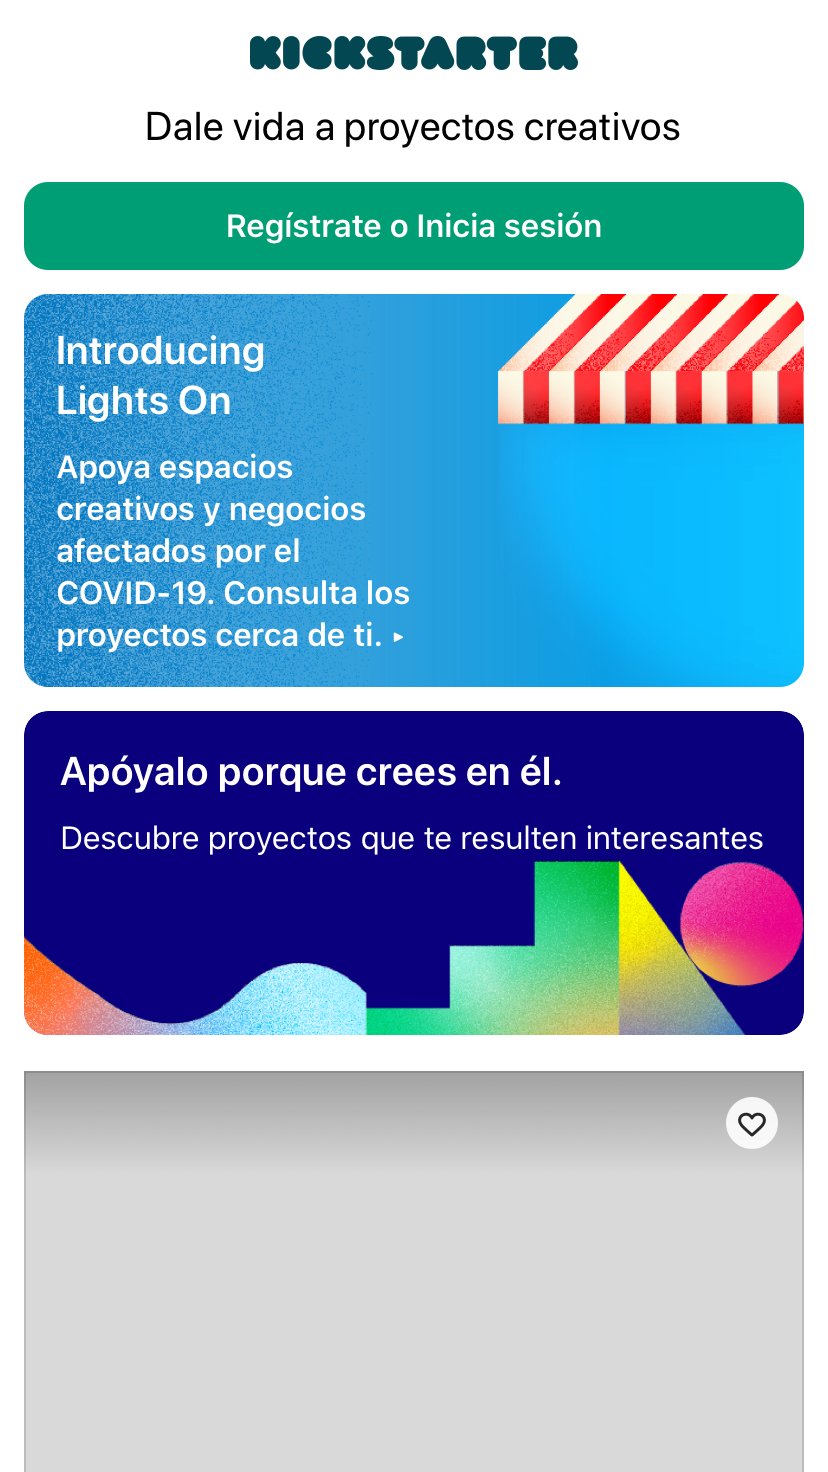 KICKSTARTER
Dale vida a proyectos creativos
Regístrate o Inicia sesión
Introducing
Lights On
Apoya espacios
creativos y negocios
afectados por el
COVID-19. Consulta los
proyectos cerca de ti. ▸
Apóyalo porque crees en él.
Descubre proyectos que te resulten interesantes